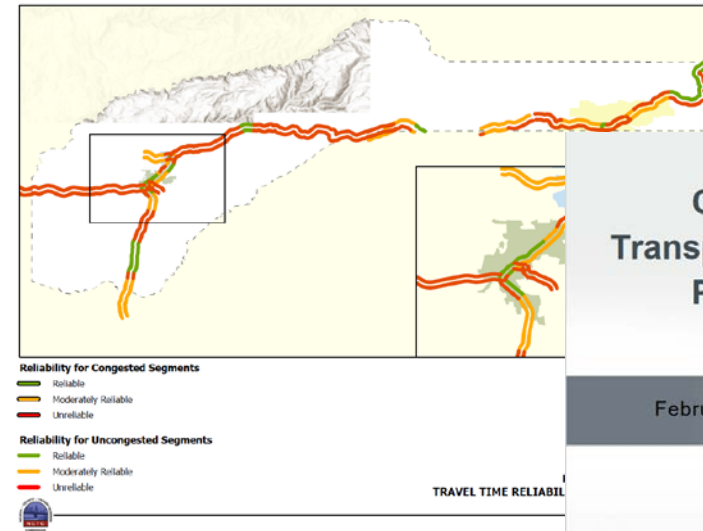 Reliability for Congested Segments
Reliable
Moderately Reliable
Unreliable
Reliability for Uncongested Segments
Reliable
Moderately Reliable
Unreliable
TRAVEL TIME RELIABIL
Transp
Febru
NCTC